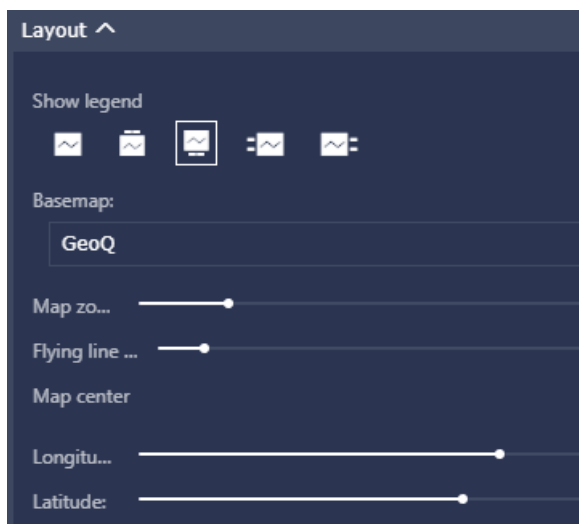 Layout
Show legend
Basemap:
GeoQ
Map zo...
Flying line ...
Map center
Longitu...
Latitude: